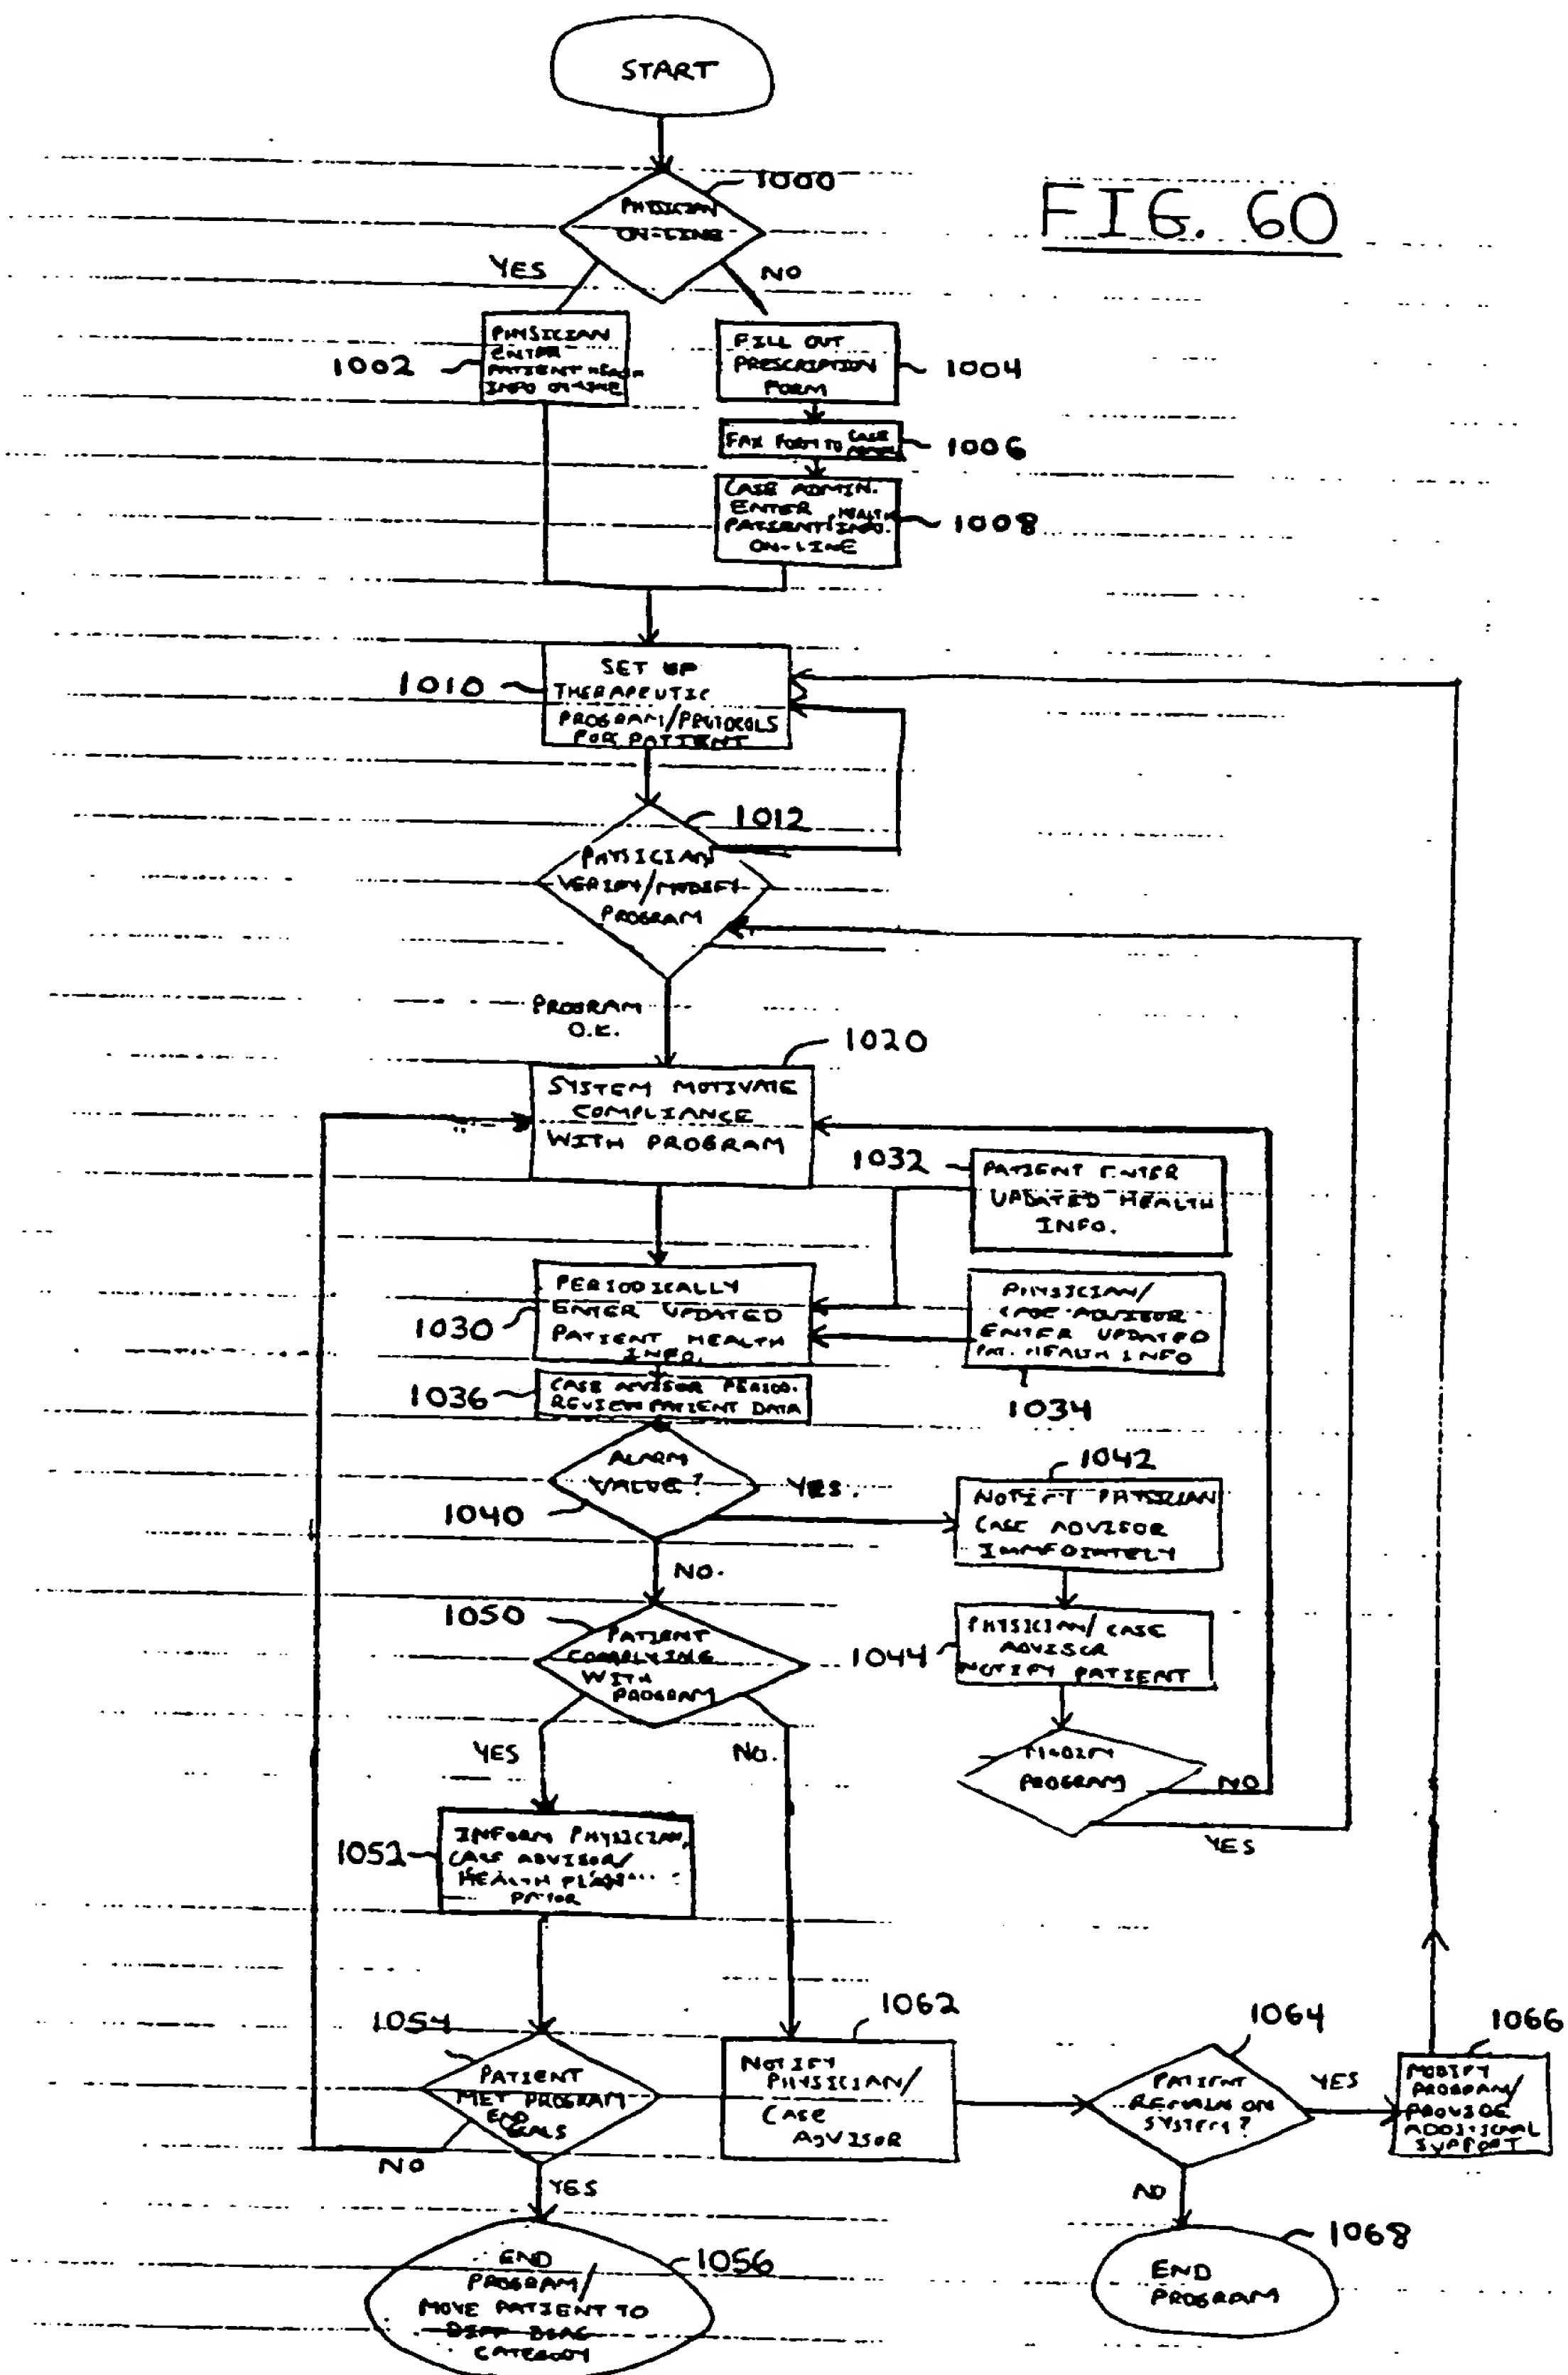 START
1000
FIG. 60
PHYSICIAN
ON-LINE
YES
NO
PHYSICIAN
ENTER
PATIENT HEALTH
INFO ON-LINE
1002
FILL OUT
PRESCRIPTION
FORM
1004
FAX FORM TO CASE
ADMIN
1006
CASE ADMIN.
ENTER HEALTH
PATIENT INFO.
ON-LINE
1008
SET UP
THERAPEUTIC
PROGRAM/PROTOCOLS
FOR PATIENT
1010
1012
PHYSICIAN
VERIFY/MODIFY
PROGRAM
PROGRAM
O.K.
1020
SYSTEM MOTIVATE
COMPLIANCE
WITH PROGRAM
1032
PATIENT ENTER
UPDATED HEALTH
INFO.
PERIODICALLY
ENTER UPDATED
PATIENT HEALTH
INFO.
1030
PHYSICIAN/
CASE ADVISOR
ENTER UPDATED
PAT. HEALTH INFO
1034
1036
CASE ADVISOR PERIOD.
REVIEW PATIENT DATA
ALARM
VALUE?
YES.
1040
NO.
1042
NOTIFY PHYSICIAN
CASE ADVISOR
IMMEDIATELY
1050
PATIENT
COMPLYING
WITH
PROGRAM
1044
PHYSICIAN/CASE
ADVISOR
NOTIFY PATIENT
YES
NO.
MODIFY
PROGRAM
NO
YES
1052
INFORM PHYSICIAN,
CASE ADVISOR/
HEALTH PLAN
PAYOR
1054
PATIENT
MET PROGRAM
END
GOALS
NO
YES
1062
NOTIFY
PHYSICIAN/
CASE
ADVISOR
1064
PATIENT
REMAIN ON
SYSTEM?
YES
NO
1066
MODIFY
PROGRAM/
PROVIDE
ADDITIONAL
SUPPORT
1056
END
PROGRAM/
MOVE PATIENT TO
DIFF DIAG
CATEGORY
1068
END
PROGRAM